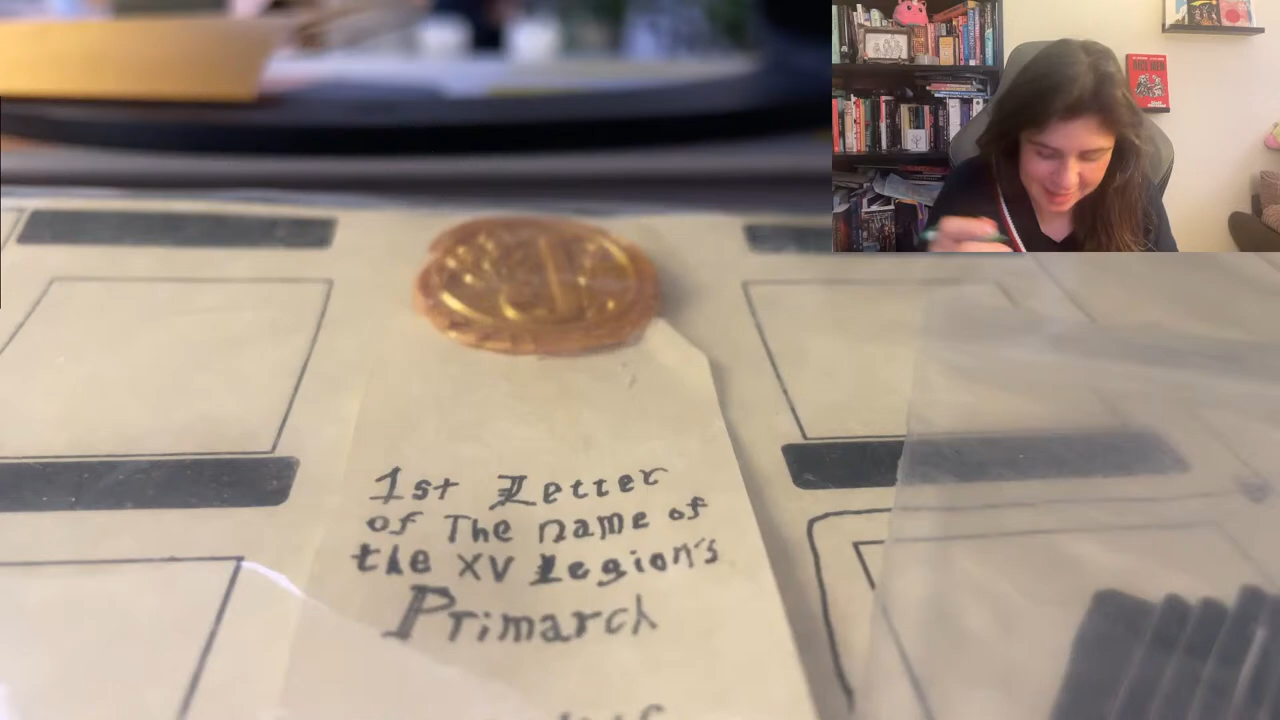 1st Letter
of The name of
the XV Legion's
Primarch